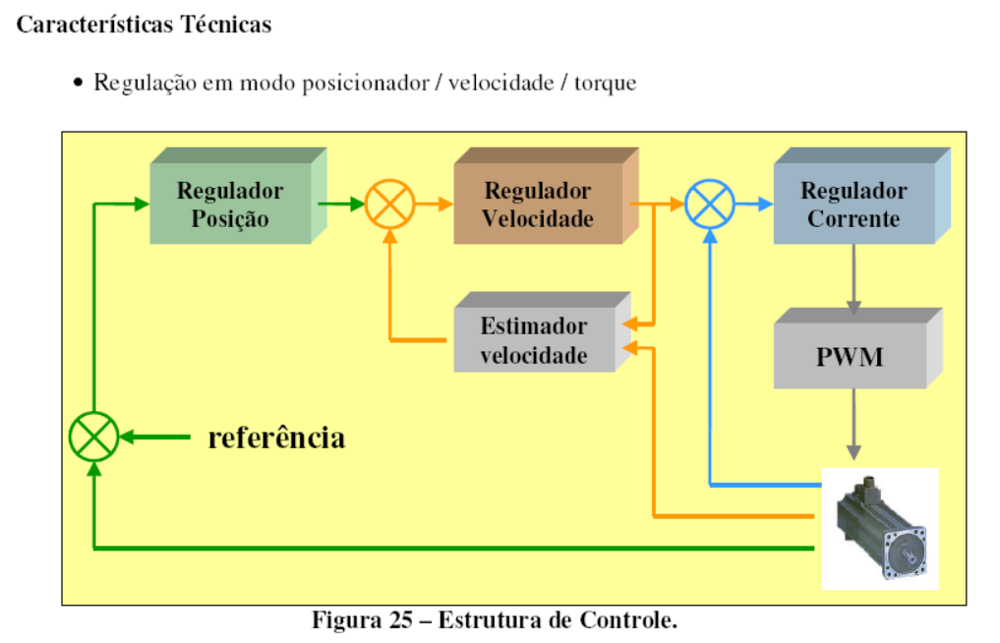 Características Técnicas
• Regulação em modo posicionador / velocidade / torque
Regulador
Posição
Regulador
Velocidade
Regulador
Corrente
Estimador
velocidade
PWM
referência
Figura 25 – Estrutura de Controle.